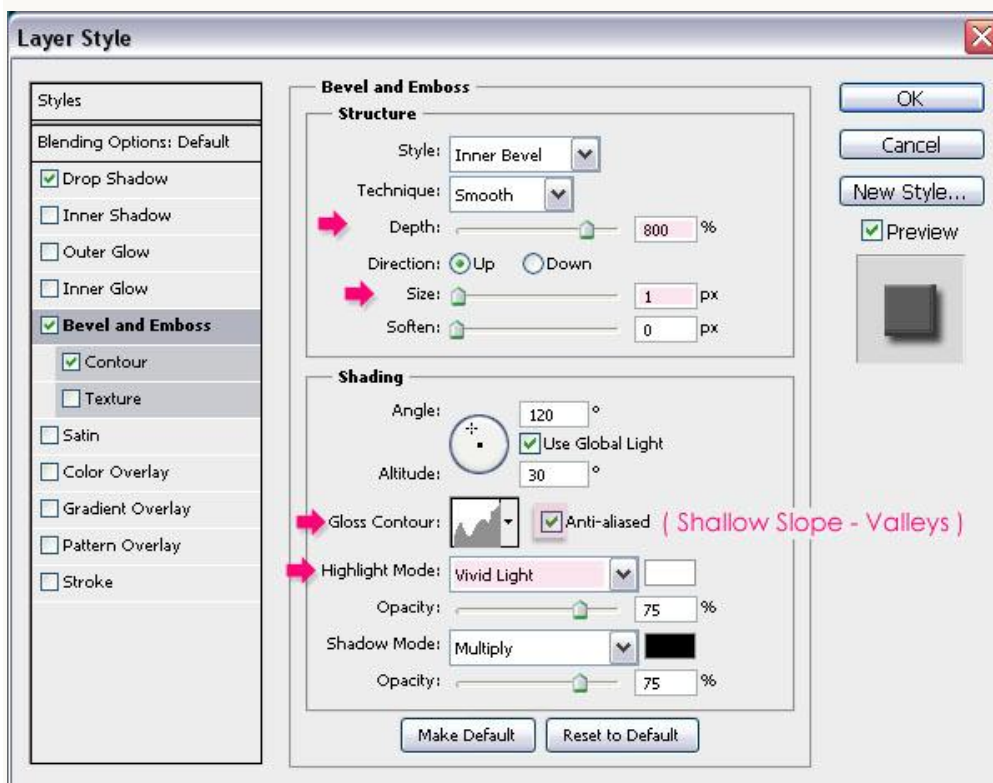 Layer Style
Styles
Blending Options: Default
Drop Shadow
Inner Shadow
Outer Glow
Inner Glow
Bevel and Emboss
Contour
Texture
Satin
Color Overlay
Gradient Overlay
Pattern Overlay
Stroke
Bevel and Emboss
Structure
Style: Inner Bevel
Technique: Smooth
Depth: 800 %
Direction: Up Down
Size: 1 px
Soften: 0 px
Shading
Angle: 120 °
Use Global Light
Altitude: 30 °
Gloss Contour: Anti-aliased ( Shallow Slope - Valleys )
Highlight Mode: Vivid Light
Opacity: 75 %
Shadow Mode: Multiply
Opacity: 75 %
Make Default Reset to Default
OK
Cancel
New Style...
Preview